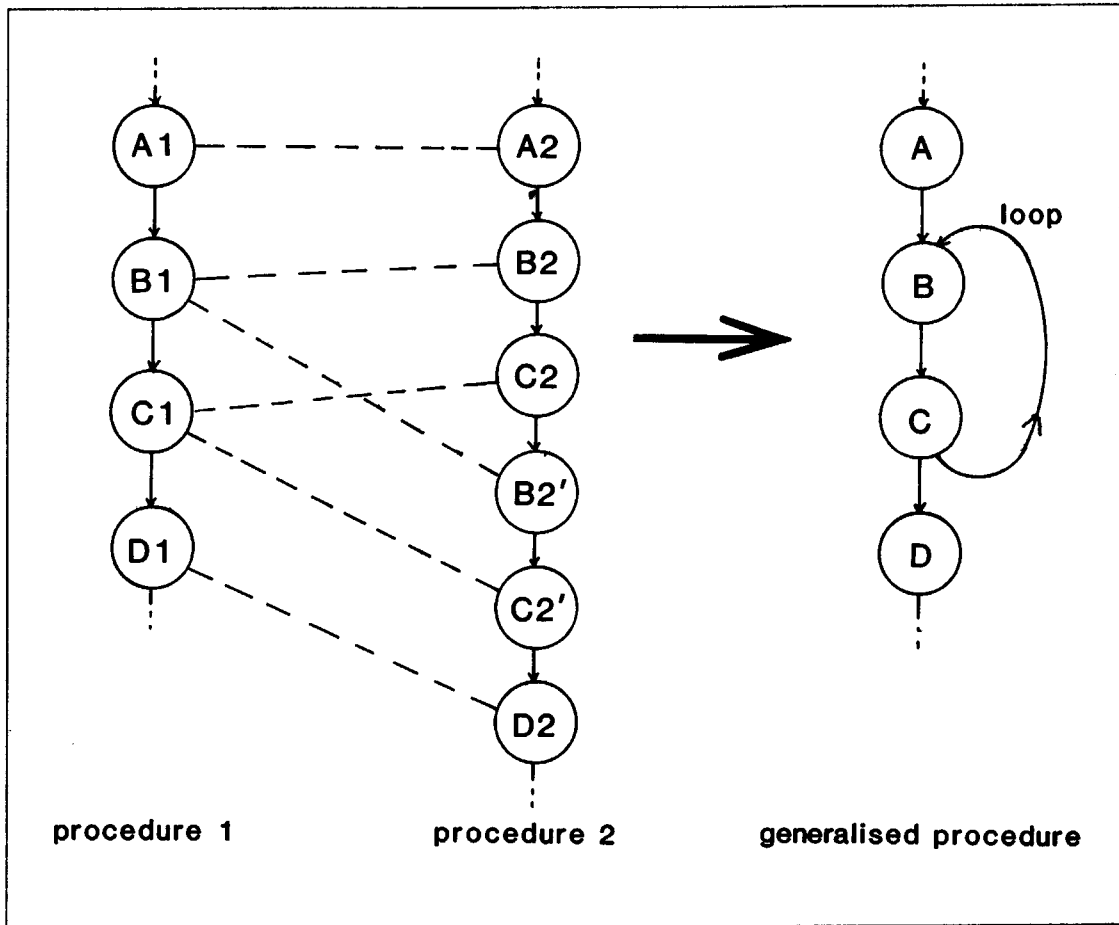 A1
B1
C1
D1
procedure 1
A2
B2
C2
B2'
C2'
D2
procedure 2
A
loop
B
C
D
generalised procedure